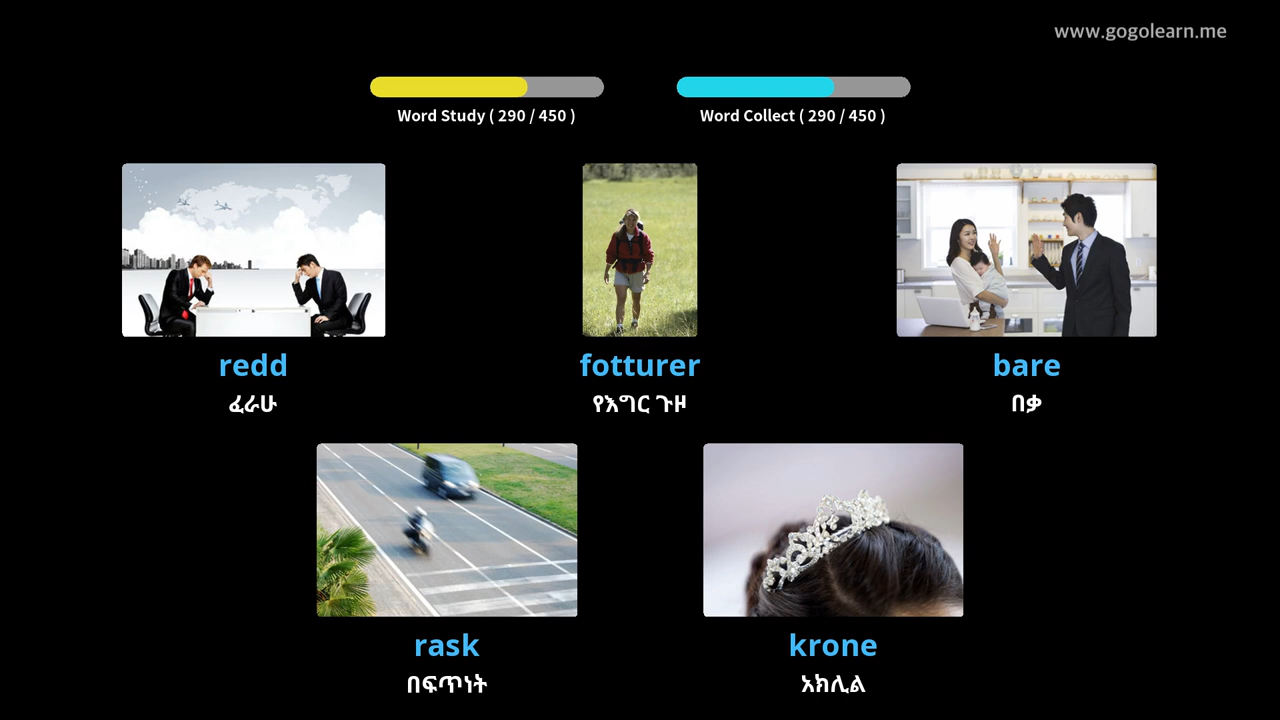 www.gogolearn.me
Word Study ( 290 / 450 )
Word Collect ( 290 / 450 )
redd
ፈራሁ
fotturer
የእግር ጉዞ
bare
በቃ
rask
በፍጥነት
krone
አክሊል